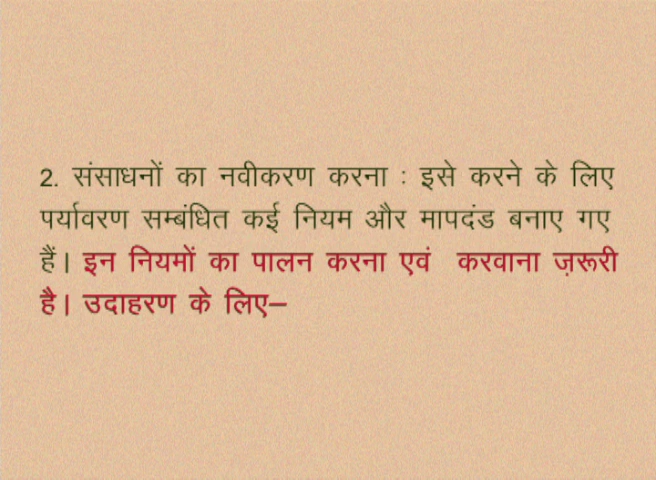 2. संसाधनों का नवीकरण करना : इसे करने के लिए
पर्यावरण सम्बंधित कई नियम और मापदंड बनाए गए
हैं। इन नियमों का पालन करना एवं करवाना ज़रूरी
है। उदाहरण के लिए—